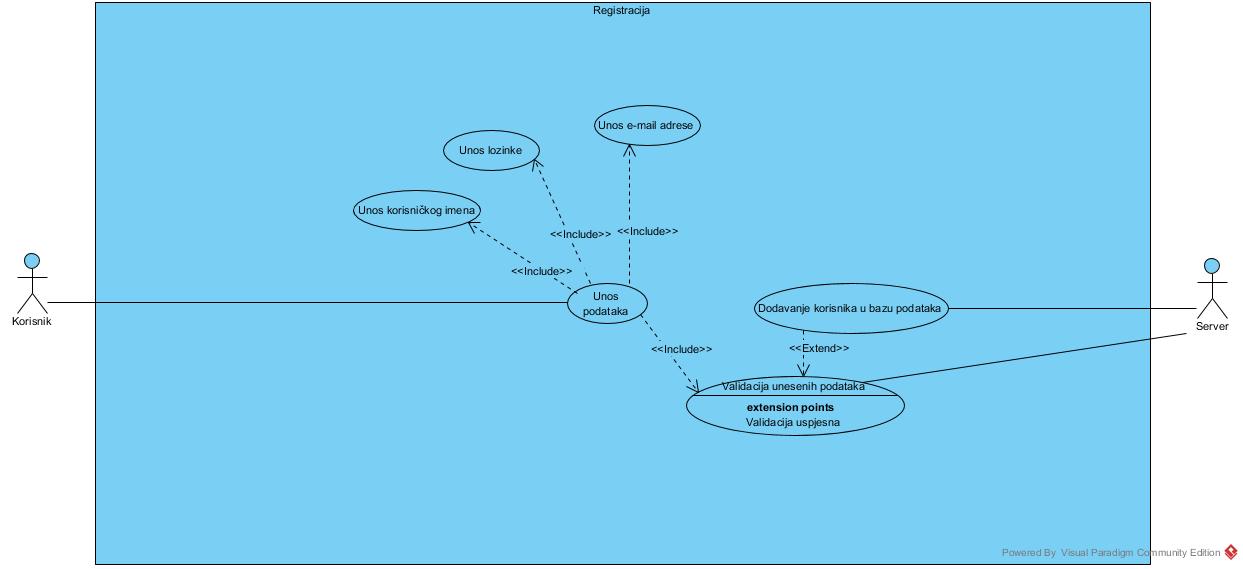 Registracija
Unos e-mail adrese
Unos lozinke
Unos korisničkog imena
<<Include>>
<<Include>>
<<Include>>
Unos
podataka
Dodavanje korisnika u bazu podataka
Korisnik
Server
<<Include>>
<<Extend>>
Validacija unesenih podataka
extension points
Validacija uspjesna
Powered By Visual Paradigm Community Edition